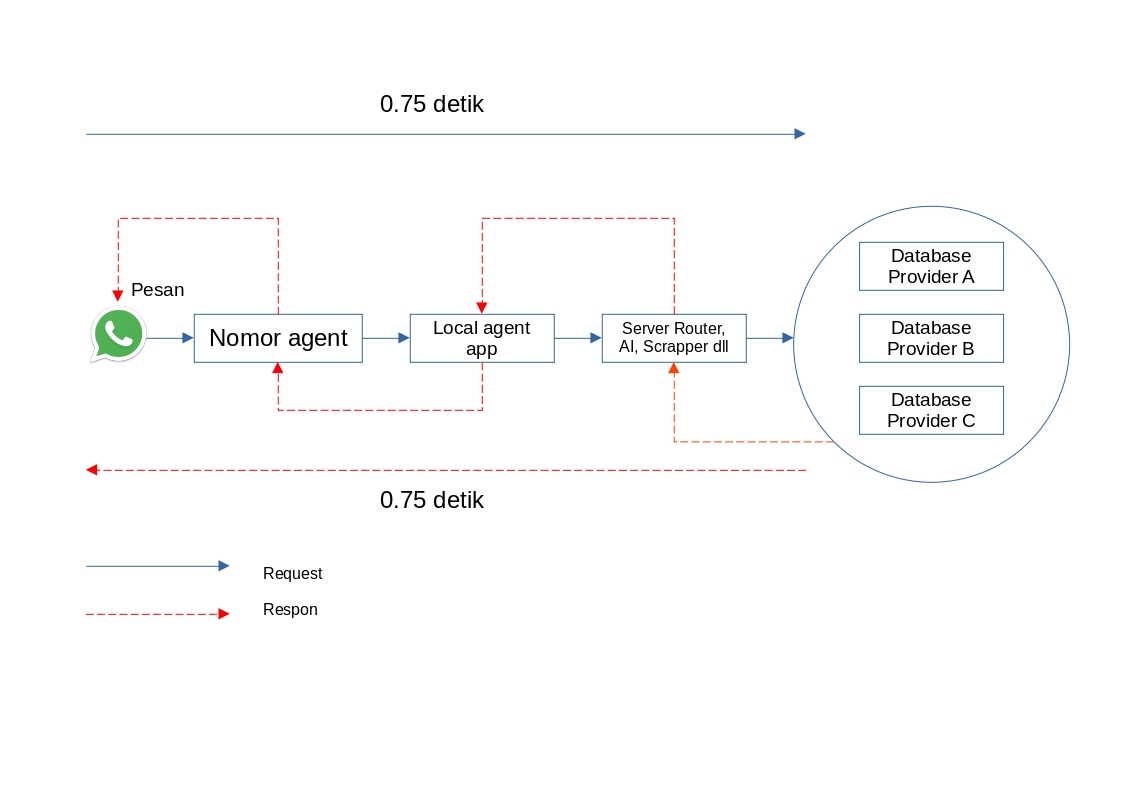 0.75 detik
Pesan
Nomor agent
Local agent
app
Server Router,
AI, Scrapper dll
Database
Provider A
Database
Provider B
Database
Provider C
0.75 detik
Request
Respon